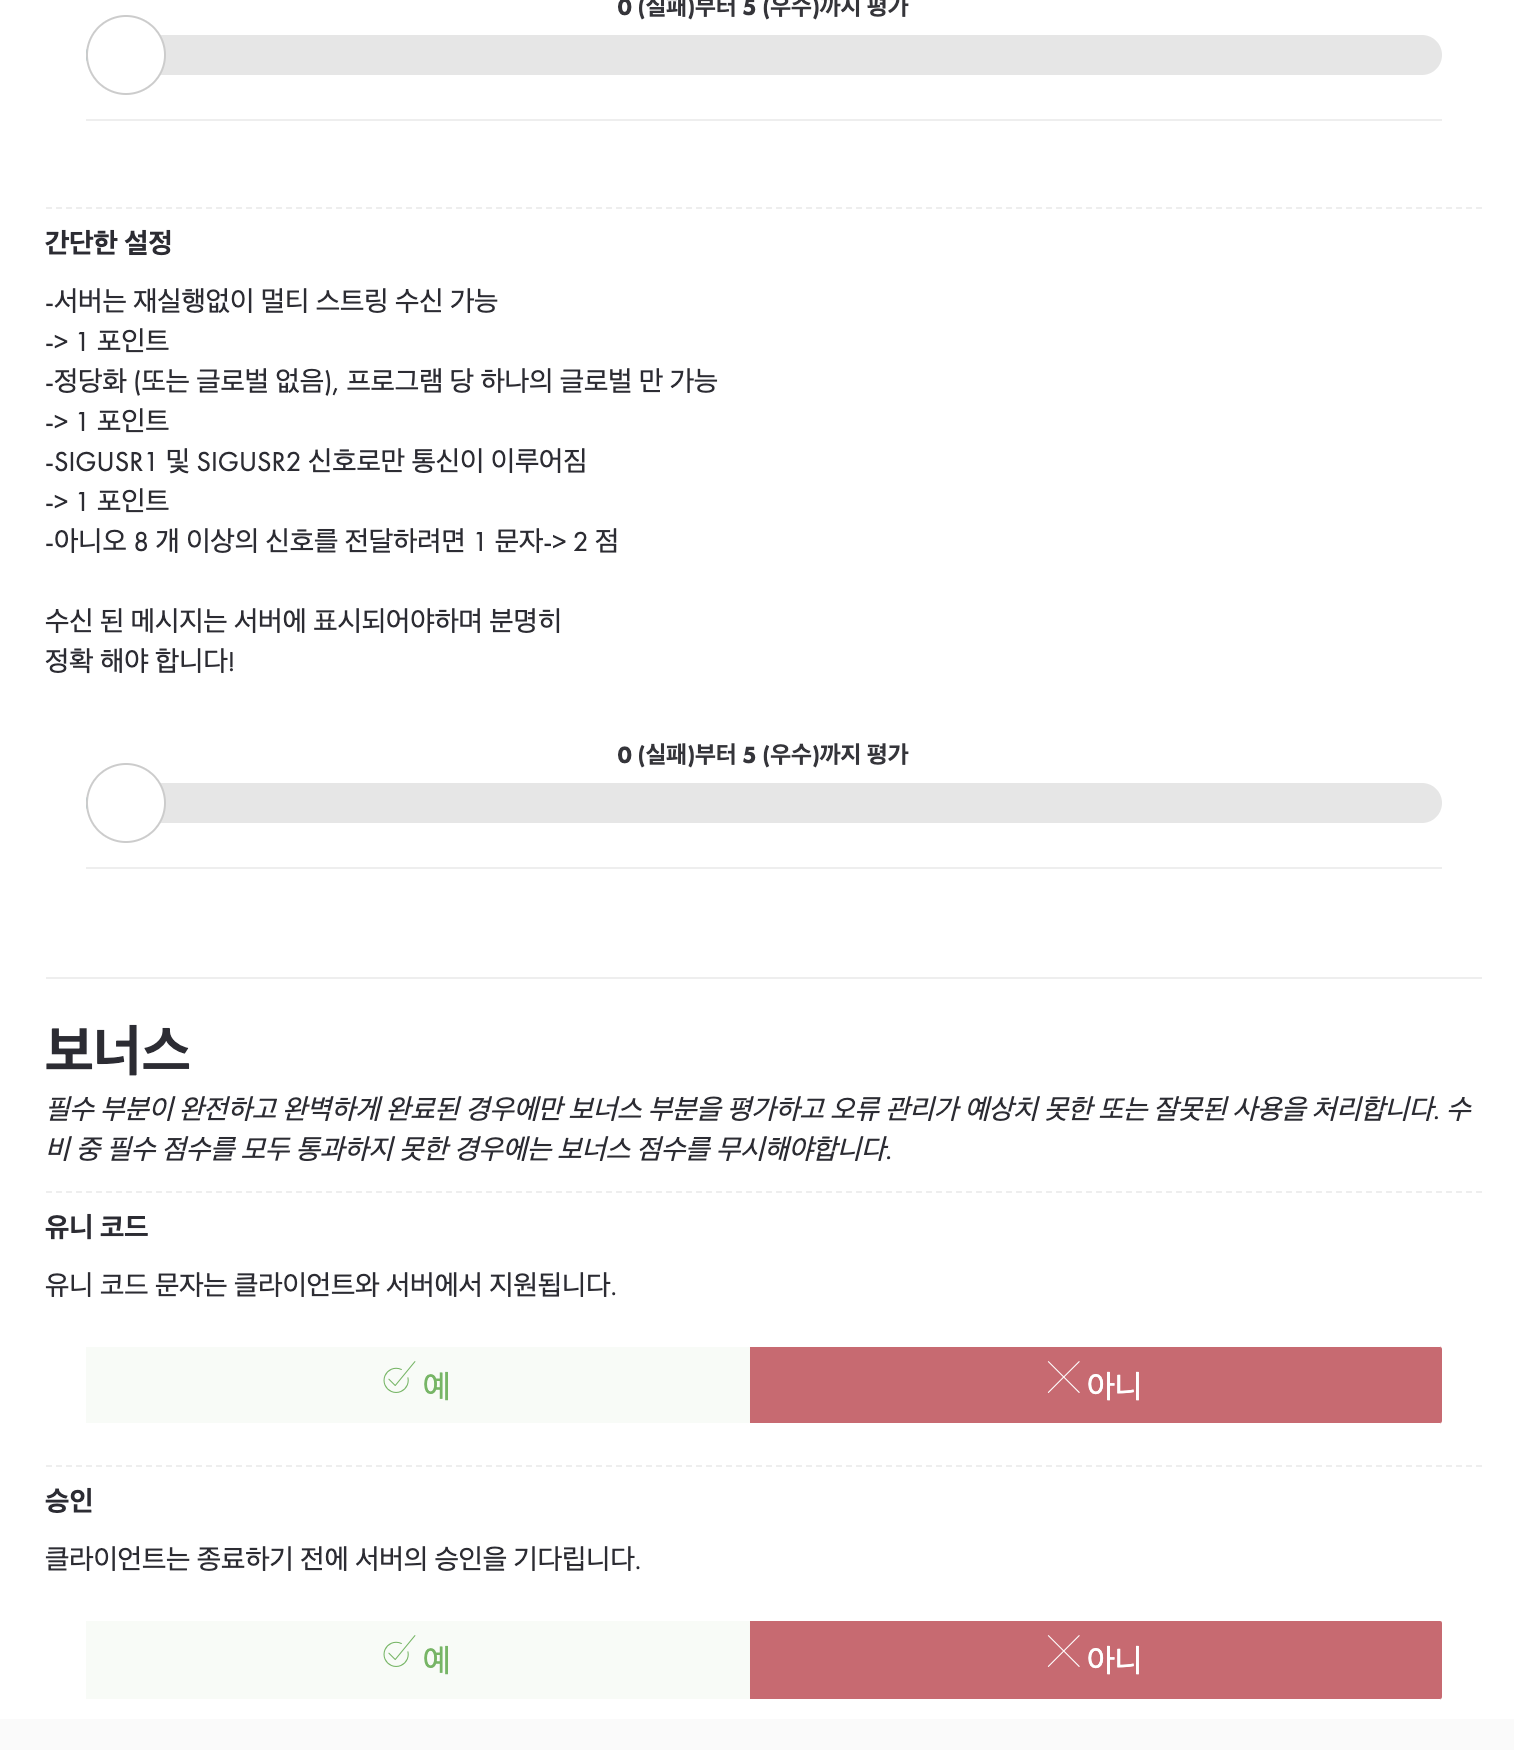 0 (실패)부터 5 (우수)까지 평가
간단한 설정
-서버는 재실행없이 멀티 스트링 수신 가능
-> 1 포인트
-정당화 (또는 글로벌 없음), 프로그램 당 하나의 글로벌 만 가능
-> 1 포인트
-SIGUSR1 및 SIGUSR2 신호로만 통신이 이루어짐
-> 1 포인트
-아니오 8 개 이상의 신호를 전달하려면 1 문자-> 2 점
수신 된 메시지는 서버에 표시되어야하며 분명히
정확 해야 합니다!
0 (실패)부터 5 (우수)까지 평가
보너스
필수 부분이 완전하고 완벽하게 완료된 경우에만 보너스 부분을 평가하고 오류 관리가 예상치 못한 또는 잘못된 사용을 처리합니다. 수
비 중 필수 점수를 모두 통과하지 못한 경우에는 보너스 점수를 무시해야합니다.
유니 코드
유니 코드 문자는 클라이언트와 서버에서 지원됩니다.
예 아니
승인
클라이언트는 종료하기 전에 서버의 승인을 기다립니다.
예 아니